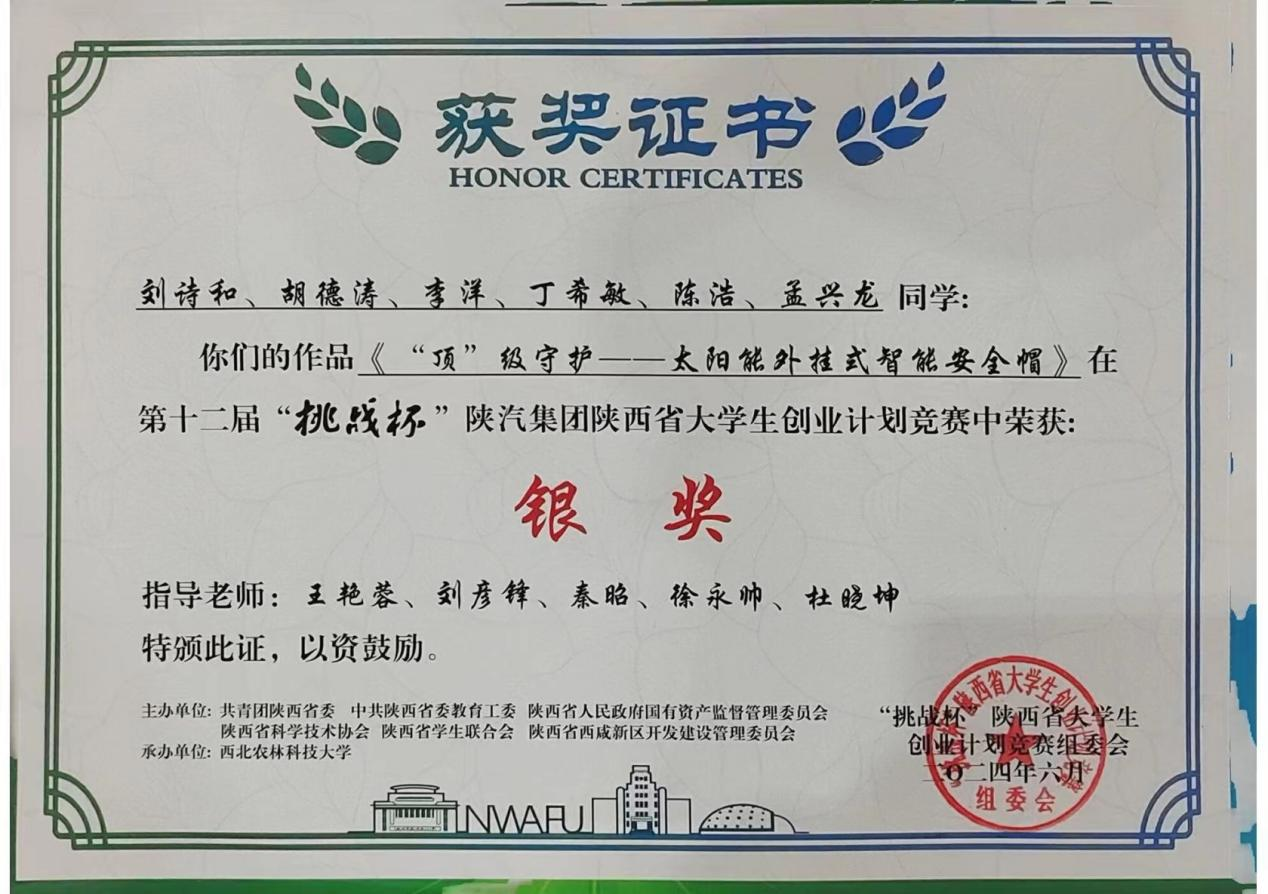 获奖证书
HONOR CERTIFICATES
刘诗和、胡德涛、李洋、丁希敏、陈浩、孟兴龙 同学:
你们的作品《“顶”级守护——太阳能外挂式智能安全帽》在
第十二届“挑战杯”陕汽集团陕西省大学生创业计划竞赛中荣获:
银 奖
指导老师: 王艳蓉、刘彦锋、秦昭、徐永帅、杜晓坤
特颁此证，以资鼓励。
主办单位: 共青团陕西省委 中共陕西省委教育工委 陕西省人民政府国有资产监督管理委员会
陕西省科学技术协会 陕西省学生联合会 陕西省西咸新区开发建设管理委员会
承办单位: 西北农林科技大学
“挑战杯”陕西省大学生
创业计划竞赛组委会
二〇二四年六月
陕西省大学生创
组委会
NWAFU